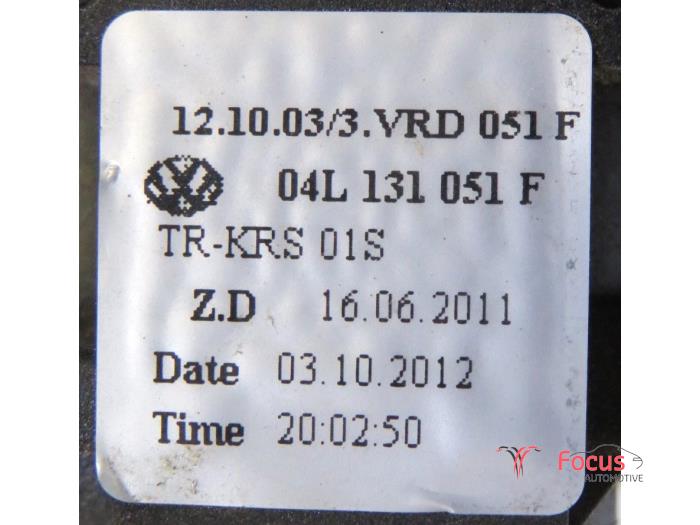 12.10.03/3.VRD 051 F
04L 131 051 F
TR-KRS 01S
Z.D 16.06.2011
Date 03.10.2012
Time 20:02:50
Focus
AUTOMOTIVE